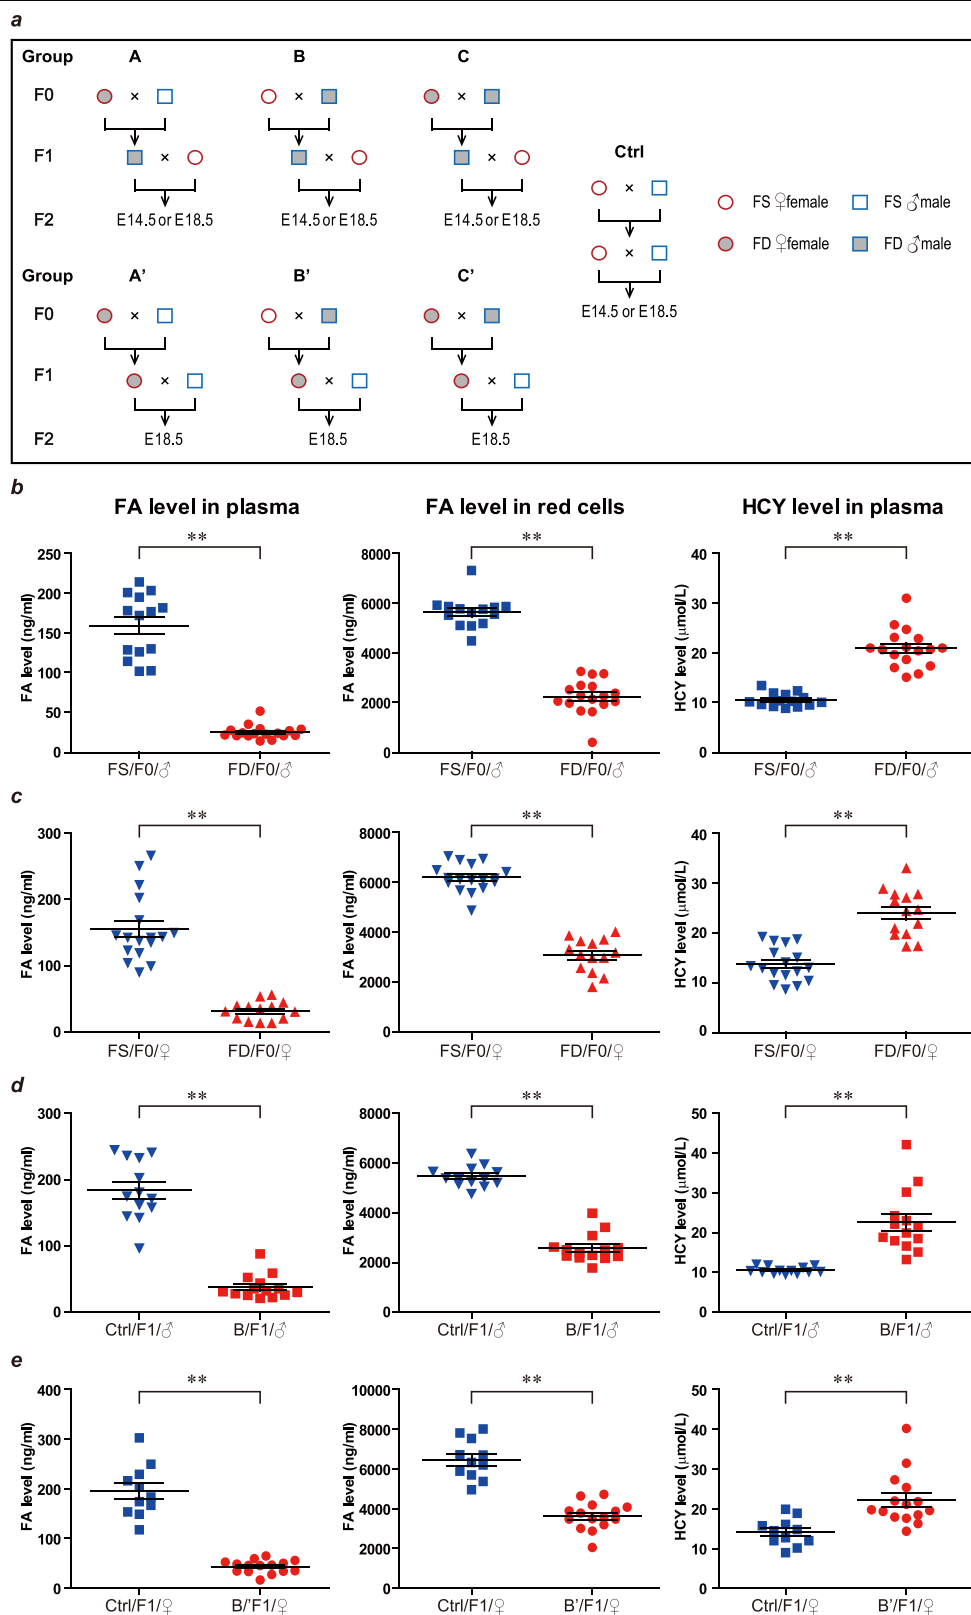 a
Group A B C
F0 × × ×
F1 × × ×
Ctrl
×
F2 E14.5 or E18.5 E14.5 or E18.5 E14.5 or E18.5
×
E14.5 or E18.5
FS ♀female FS ♂male
FD ♀female FD ♂male
Group A' B' C'
F0 × × ×
F1 × × ×
F2 E18.5 E18.5 E18.5
b
FA level in plasma FA level in red cells HCY level in plasma
FA level (ng/ml)
250
200
150
100
50
0
**
FS/F0/♂ FD/F0/♂
FA level (ng/ml)
8000
6000
4000
2000
0
**
FS/F0/♂ FD/F0/♂
HCY level (μmol/L)
40
30
20
10
0
**
FS/F0/♂ FD/F0/♂
c
FA level (ng/ml)
300
200
100
0
**
FS/F0/♀ FD/F0/♀
FA level (ng/ml)
8000
6000
4000
2000
0
**
FS/F0/♀ FD/F0/♀
HCY level (μmol/L)
40
30
20
10
0
**
FS/F0/♀ FD/F0/♀
d
FA level (ng/ml)
300
200
100
0
**
Ctrl/F1/♂ B/F1/♂
FA level (ng/ml)
8000
6000
4000
2000
0
**
Ctrl/F1/♂ B/F1/♂
HCY level (μmol/L)
50
40
30
20
10
0
**
Ctrl/F1/♂ B/F1/♂
e
FA level (ng/ml)
400
300
200
100
0
**
Ctrl/F1/♀ B/'F1/♀
FA level (ng/ml)
10000
8000
6000
4000
2000
0
**
Ctrl/F1/♀ B'/F1/♀
HCY level (μmol/L)
50
40
30
20
10
0
**
Ctrl/F1/♀ B'/F1/♀